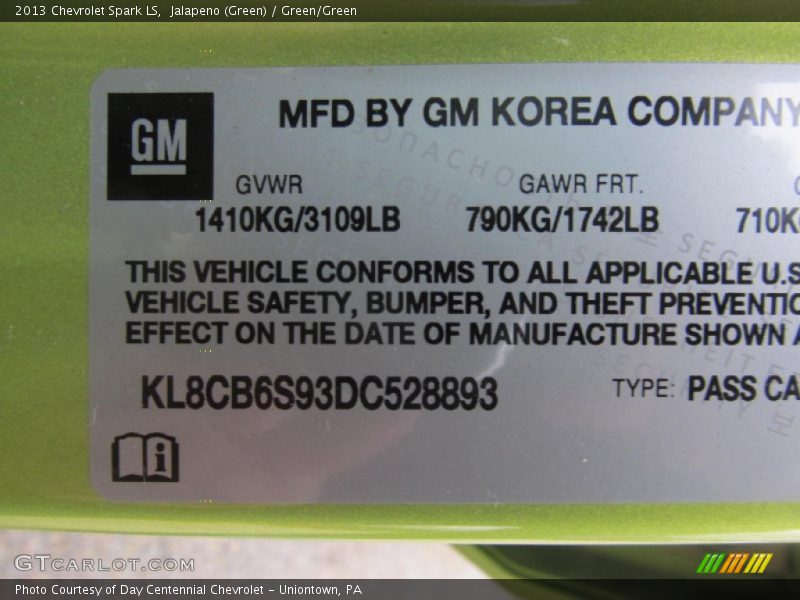 2013 Chevrolet Spark LS, Jalapeno (Green) / Green/Green
GM
MFD BY GM KOREA COMPANY
GVWR GAWR FRT.
1410KG/3109LB 790KG/1742LB 710K
THIS VEHICLE CONFORMS TO ALL APPLICABLE U.S
VEHICLE SAFETY, BUMPER, AND THEFT PREVENTIO
EFFECT ON THE DATE OF MANUFACTURE SHOWN A
KL8CB6S93DC528893 TYPE: PASS CA
i
GTCARLOT.COM
Photo Courtesy of Day Centennial Chevrolet - Uniontown, PA